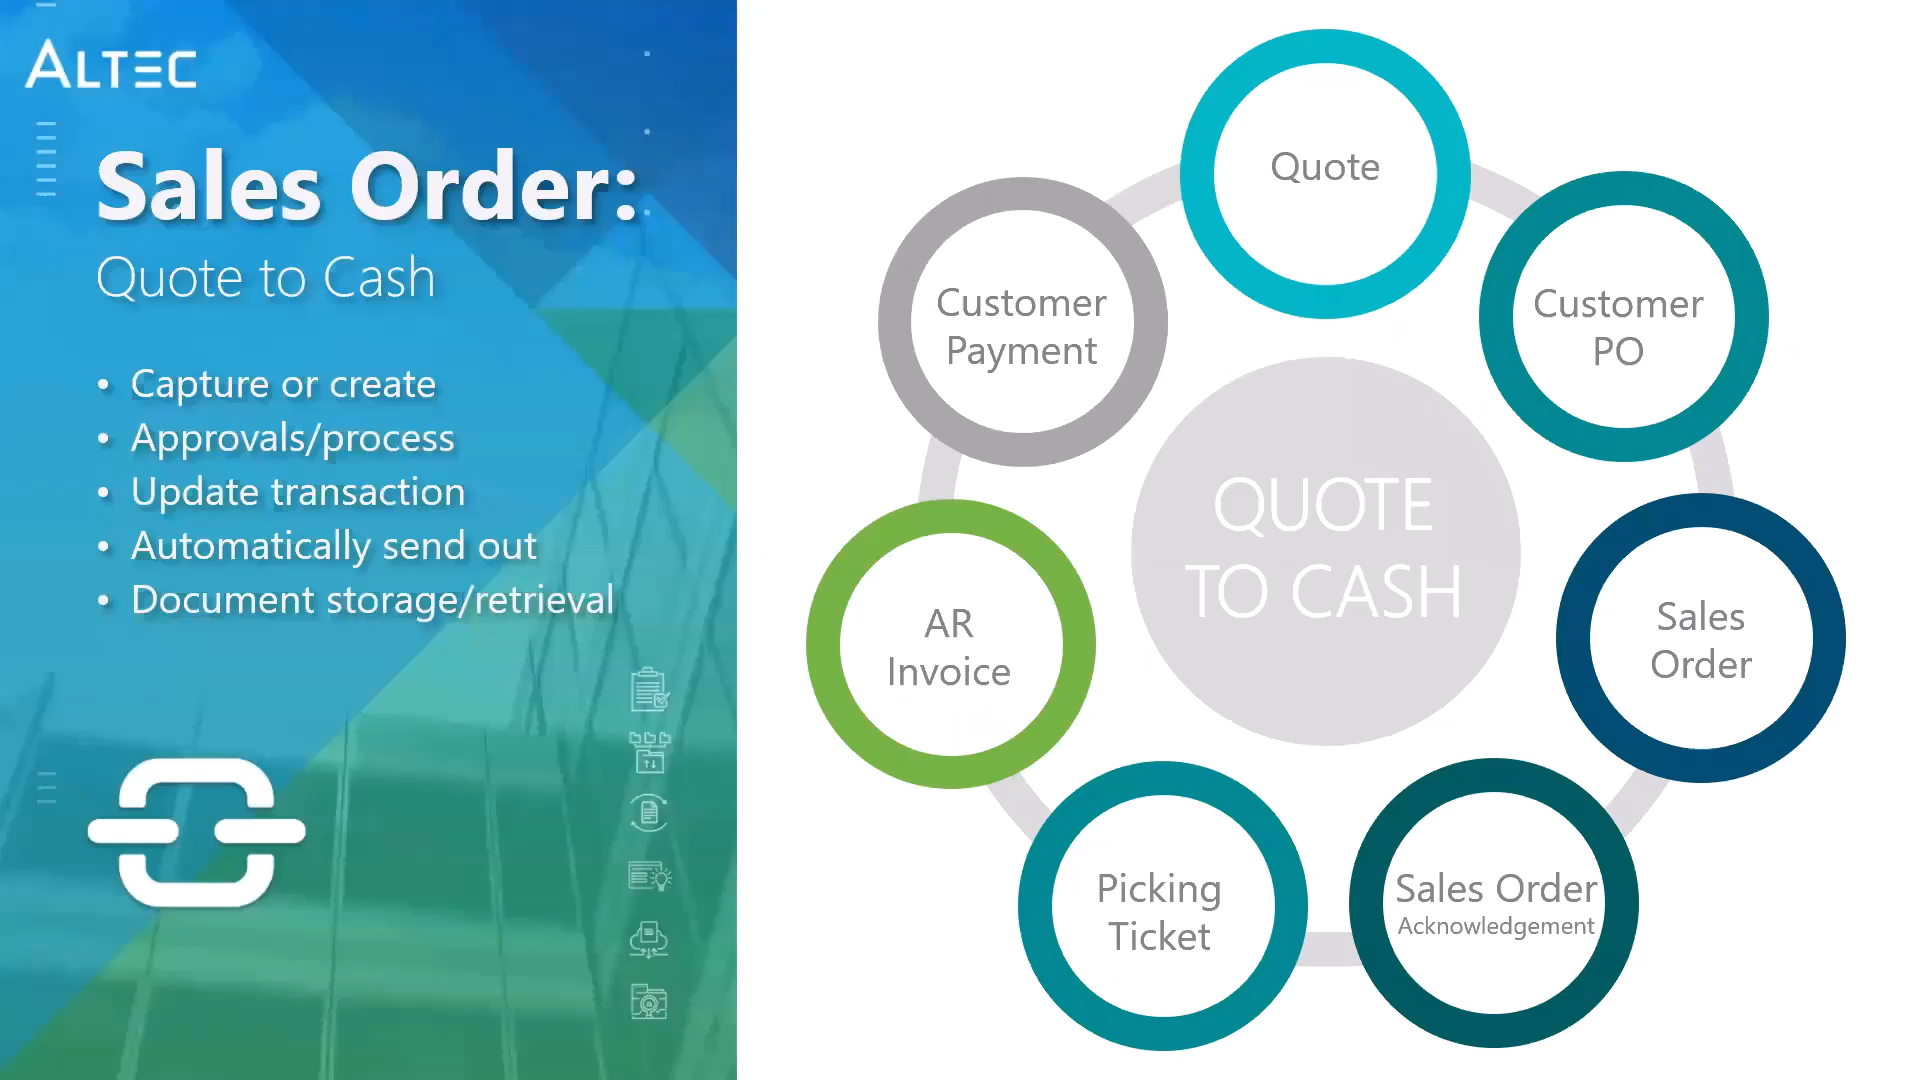 ALTEC
Sales Order:
Quote to Cash
• Capture or create
• Approvals/process
• Update transaction
• Automatically send out
• Document storage/retrieval
Quote
Customer
PO
Sales
Order
Sales Order
Acknowledgement
Picking
Ticket
AR
Invoice
Customer
Payment
QUOTE
TO CASH